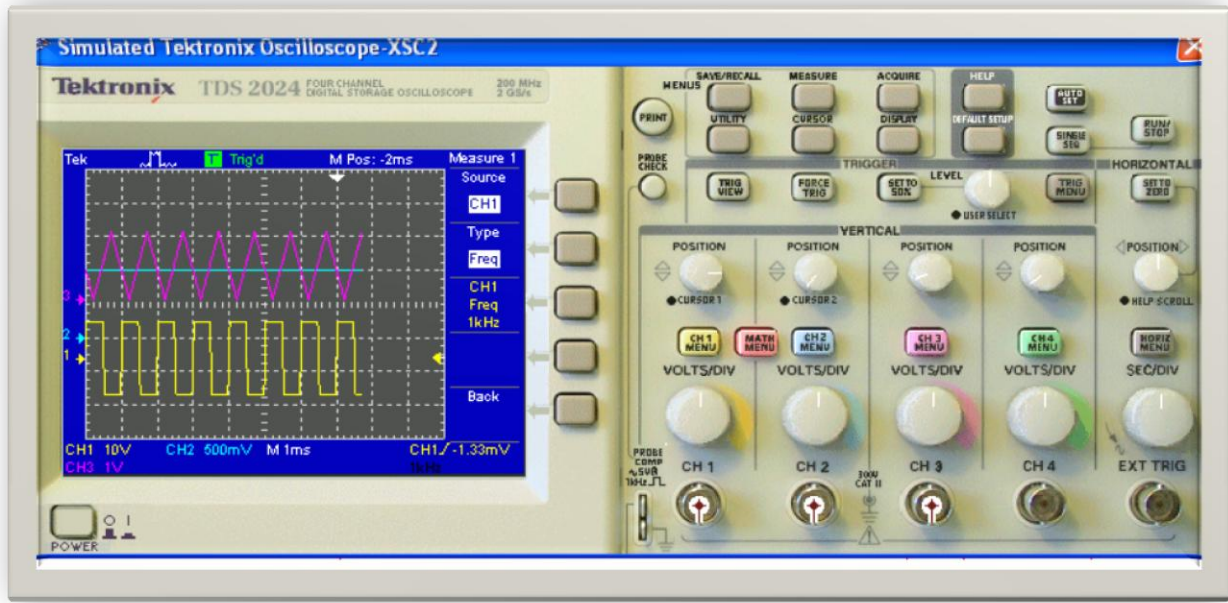 Simulated Tektronix Oscilloscope-XSC2
Tektronix TDS 2024 FOUR CHANNEL DIGITAL STORAGE OSCILLOSCOPE 200 MHz 2 GS/s
Tek Trig'd M Pos: -2ms Measure 1
T
Source
CH1
Type
Freq
CH1
Freq
1kHz
Back
3
2
1
CH1 10V CH2 500mV M 1ms CH1 -1.33mV
CH3 1V 1kHz
POWER
MENUS
SAVE/RECALL MEASURE ACQUIRE HELP
PRINT
AUTO SET
UTILITY CURSOR DISPLAY DEFAULT SETUP
SINGLE SEQ
RUN/ STOP
PROBE CHECK
TRIGGER
HORIZONTAL
TRIG VIEW
FORCE TRIG
SET TO 50%
LEVEL
USER SELECT
TRIG MENU
SET TO ZERO
VERTICAL
POSITION POSITION POSITION POSITION POSITION
CURSOR 1 CURSOR 2 HELP SCROLL
CH 1 MENU
MATH MENU
CH 2 MENU
CH 3 MENU
CH4 MENU
HORIZ MENU
VOLTS/DIV VOLTS/DIV VOLTS/DIV VOLTS/DIV SEC/DIV
PROBE COMP
~5V@
1kHz
CH 1 CH 2 CH 3 CH 4 EXT TRIG
300V
CAT II